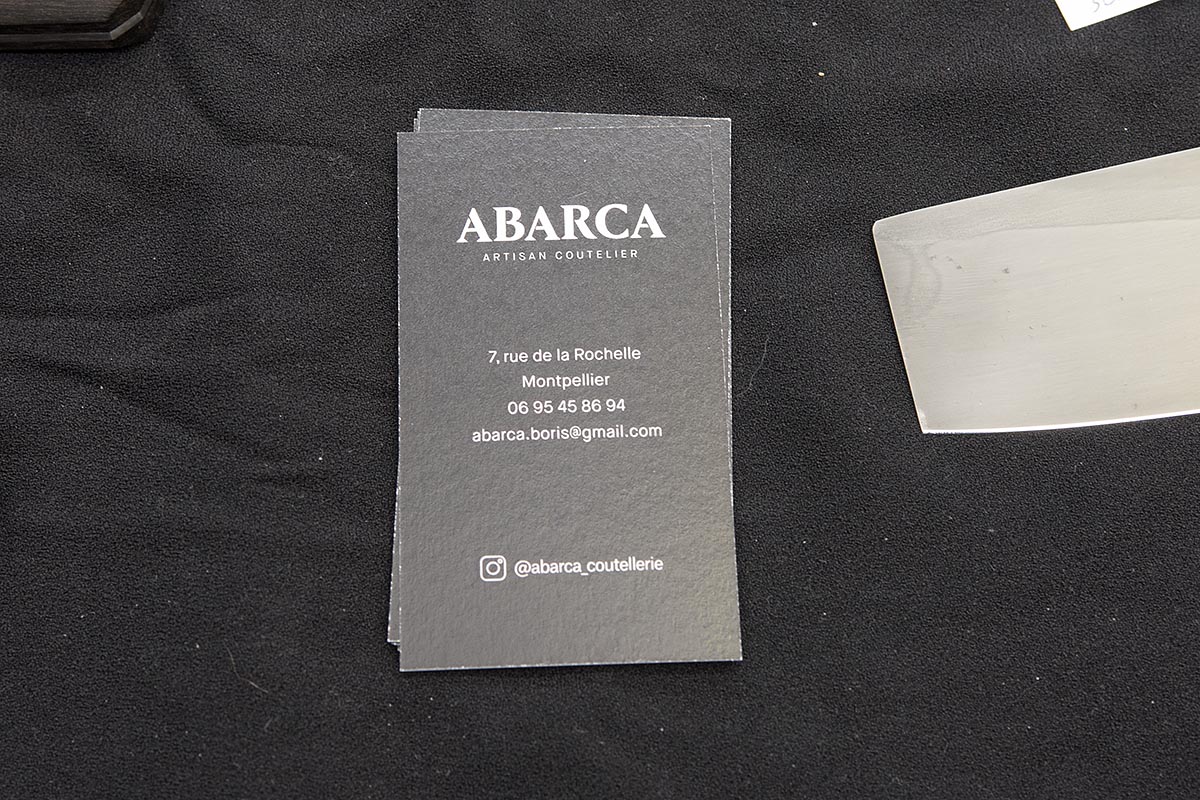 ABARCA
ARTISAN COUTELIER
7, rue de la Rochelle
Montpellier
06 95 45 86 94
abarca.boris@gmail.com
@abarca_coutellerie